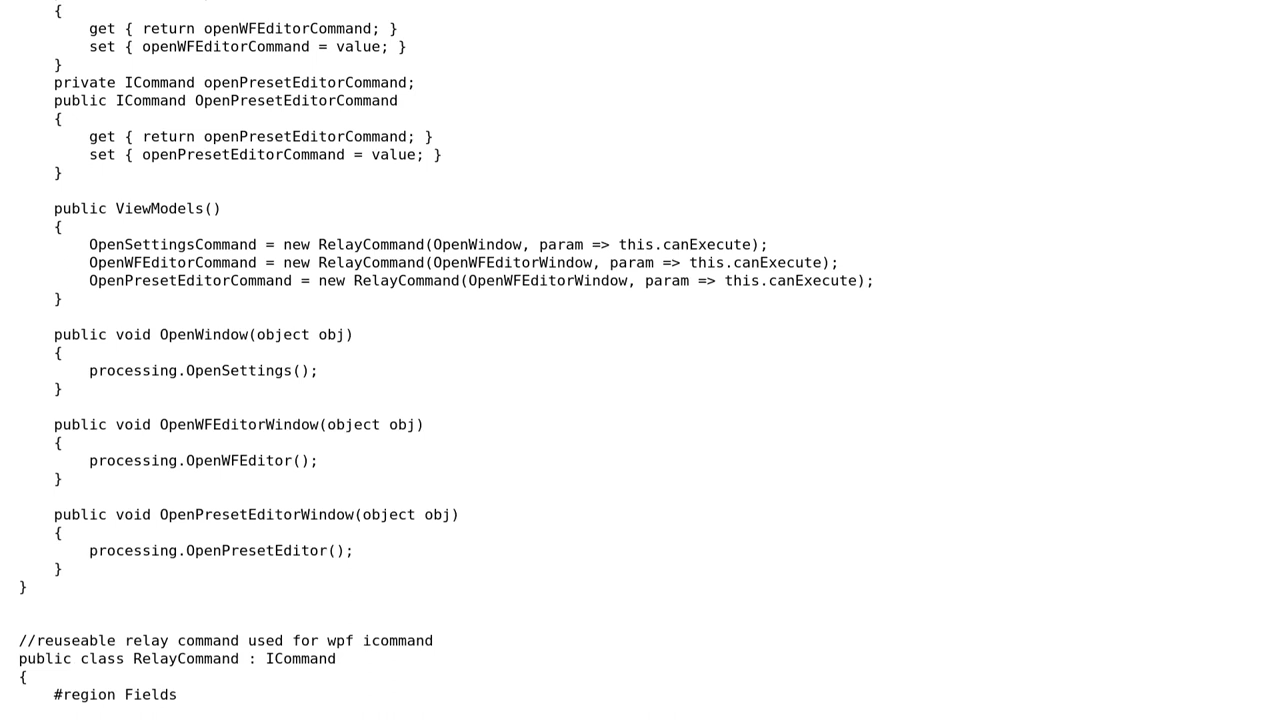 {
get { return openWFEditorCommand; }
set { openWFEditorCommand = value; }
}
private ICommand openPresetEditorCommand;
public ICommand OpenPresetEditorCommand
{
get { return openPresetEditorCommand; }
set { openPresetEditorCommand = value; }
}
public ViewModels()
{
OpenSettingsCommand = new RelayCommand(OpenWindow, param => this.canExecute);
OpenWFEditorCommand = new RelayCommand(OpenWFEditorWindow, param => this.canExecute);
OpenPresetEditorCommand = new RelayCommand(OpenWFEditorWindow, param => this.canExecute);
}
public void OpenWindow(object obj)
{
processing.OpenSettings();
}
public void OpenWFEditorWindow(object obj)
{
processing.OpenWFEditor();
}
public void OpenPresetEditorWindow(object obj)
{
processing.OpenPresetEditor();
}
}
//reuseable relay command used for wpf icommand
public class RelayCommand : ICommand
{
#region Fields